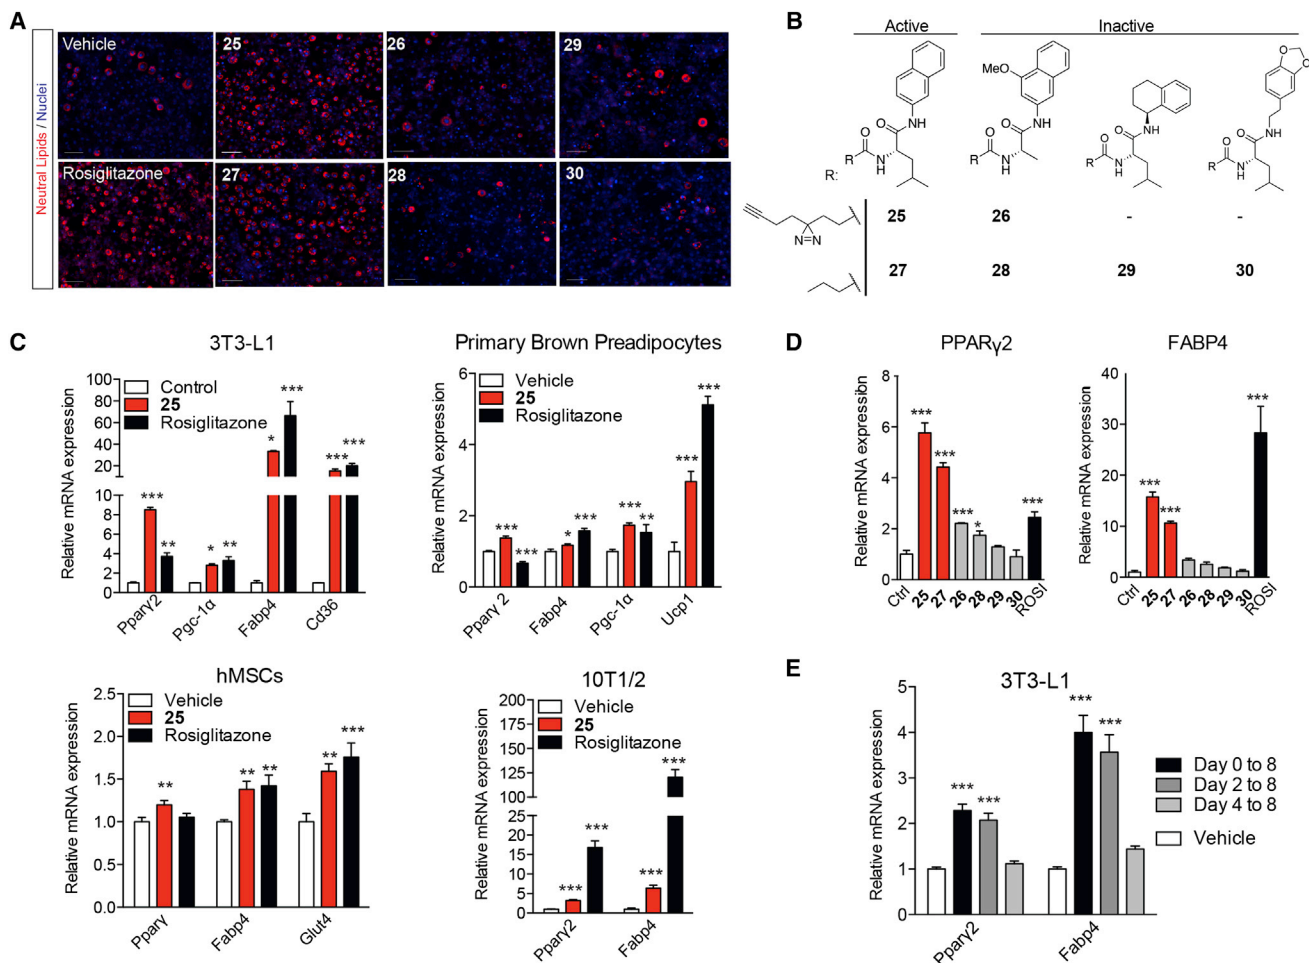 A
Neutral Lipids / Nuclei
Vehicle
25
26
29
Rosiglitazone
27
28
30
B
Active
Inactive
MeO
O
O
O
NH
O
NH
O
NH
O
NH
O
R
N
H
O
R
N
H
O
R
N
H
O
R
N
H
R:
N=N
25
26
-
-
27
28
29
30
C
3T3-L1
Relative mRNA expression
100
80
60
40
20
10
8
6
4
2
0
Control
25
Rosiglitazone
***
**
*
**
*
***
***
***
Pparγ2
Pgc-1α
Fabp4
Cd36
Primary Brown Preadipocytes
Relative mRNA expression
6
4
2
0
Vehicle
25
Rosiglitazone
***
***
*
***
***
**
***
***
Pparγ 2
Fabp4
Pgc-1α
Ucp1
hMSCs
Relative mRNA expression
2.5
2.0
1.5
1.0
0.5
0.0
Vehicle
25
Rosiglitazone
**
**
**
**
***
Pparγ
Fabp4
Glut4
10T1/2
Relative mRNA expression
200
175
150
125
100
25
20
15
10
5
0
Vehicle
25
Rosiglitazone
***
***
***
***
Pparγ2
Fabp4
D
PPARγ2
Relative mRNA expression
8
6
4
2
0
***
***
***
*
***
Ctrl
25
27
26
28
29
30
ROSI
FABP4
Relative mRNA expression
40
30
20
10
0
***
***
***
Ctrl
25
27
26
28
29
30
ROSI
E
3T3-L1
Relative mRNA expression
5
4
3
2
1
0
***
***
***
***
Pparγ2
Fabp4
Day 0 to 8
Day 2 to 8
Day 4 to 8
Vehicle